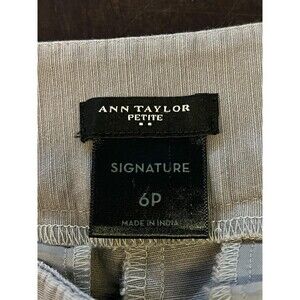 ANN TAYLOR
PETITE
SIGNATURE
6P
MADE IN INDIA